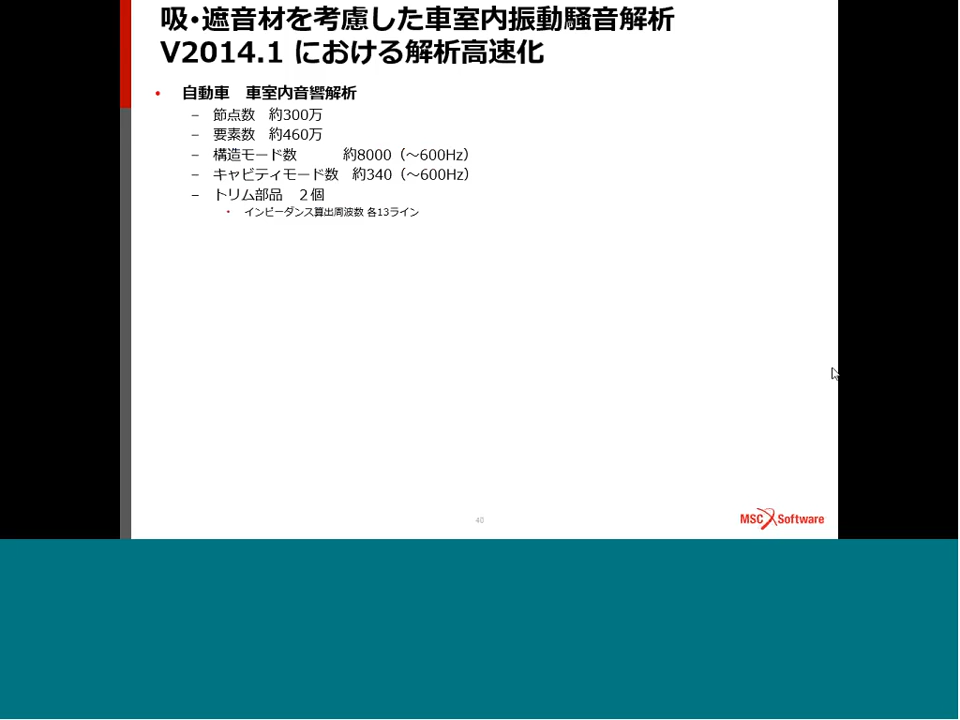 吸･遮音材を考慮した車室内振動騒音解析
V2014.1 における解析高速化
• 自動車　車室内音響解析
– 節点数　約300万
– 要素数　約460万
– 構造モード数　　　約8000（～600Hz）
– キャビティモード数　約340（～600Hz）
– トリム部品　２個
• インピーダンス算出周波数 各13ライン
40
MSC Software